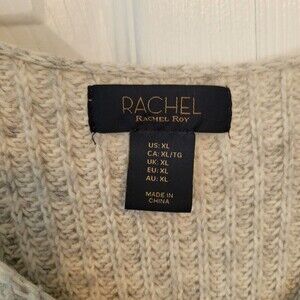 RACHEL
RACHEL ROY
US: XL
CA: XL/TG
UK: XL
EU: XL
AU: XL
MADE IN
CHINA